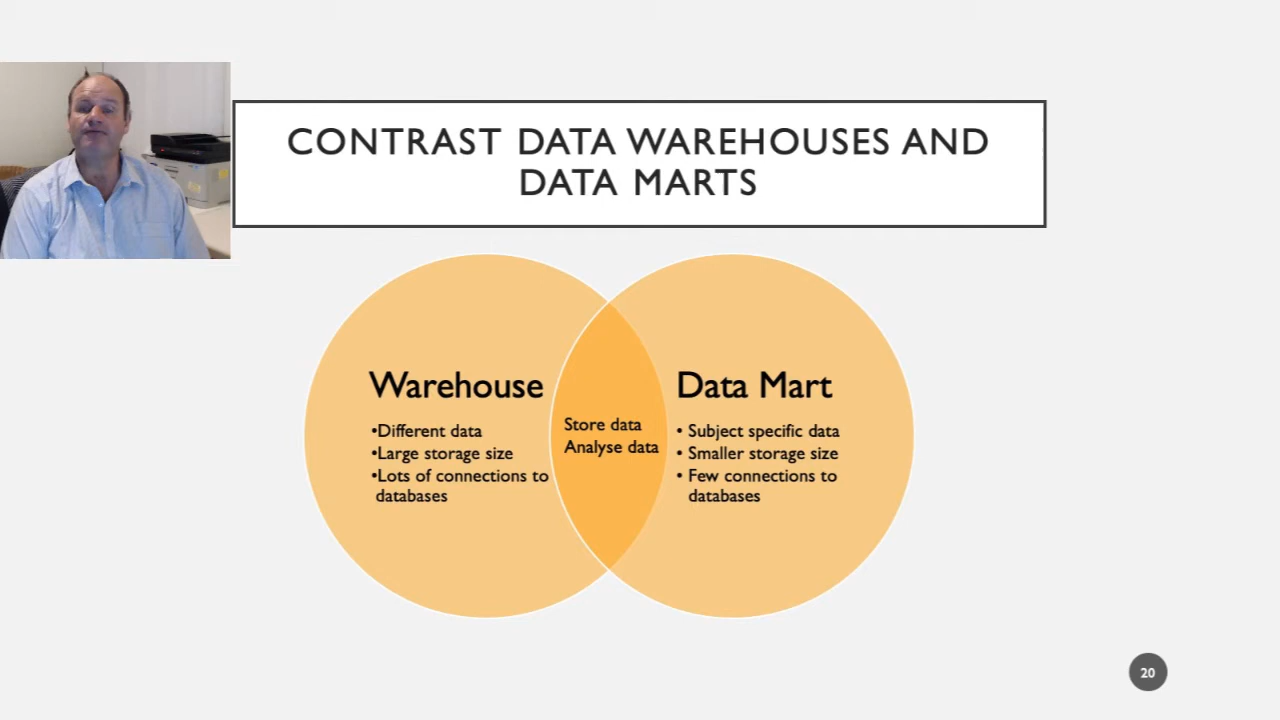 CONTRAST DATA WAREHOUSES AND
DATA MARTS
Warehouse
•Different data
•Large storage size
•Lots of connections to
databases
Store data
Analyse data
Data Mart
• Subject specific data
• Smaller storage size
• Few connections to
databases
20